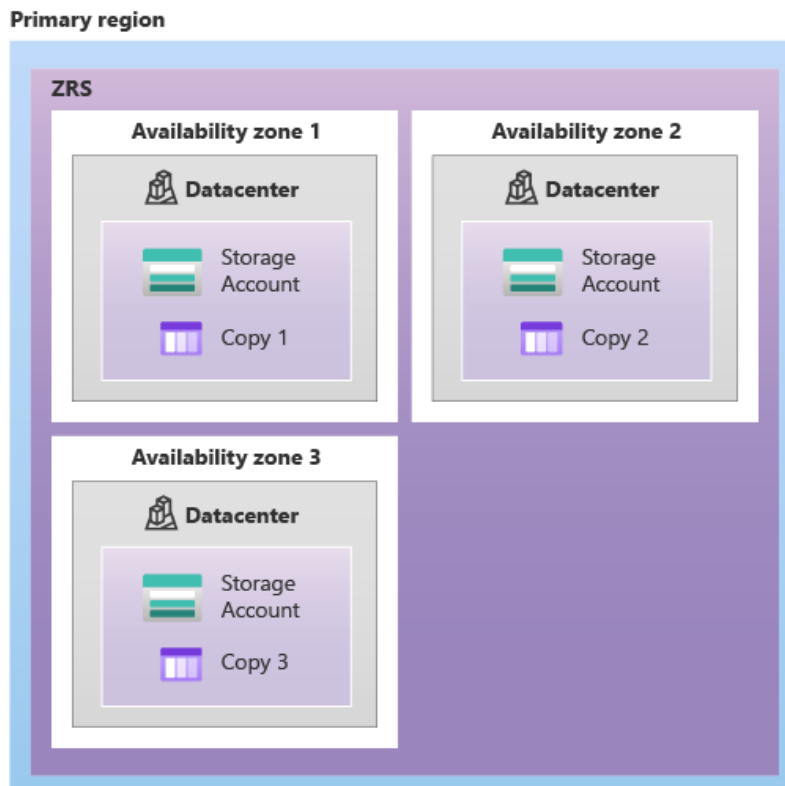 Primary region
ZRS
Availability zone 1
Datacenter
Storage
Account
Copy 1
Availability zone 2
Datacenter
Storage
Account
Copy 2
Availability zone 3
Datacenter
Storage
Account
Copy 3